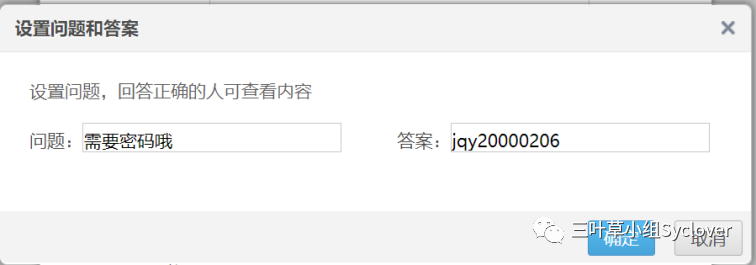 设置问题和答案
设置问题，回答正确的人可查看内容
问题：需要密码哦 答案：jqy20000206
三叶草小组Syclover
确定 取消